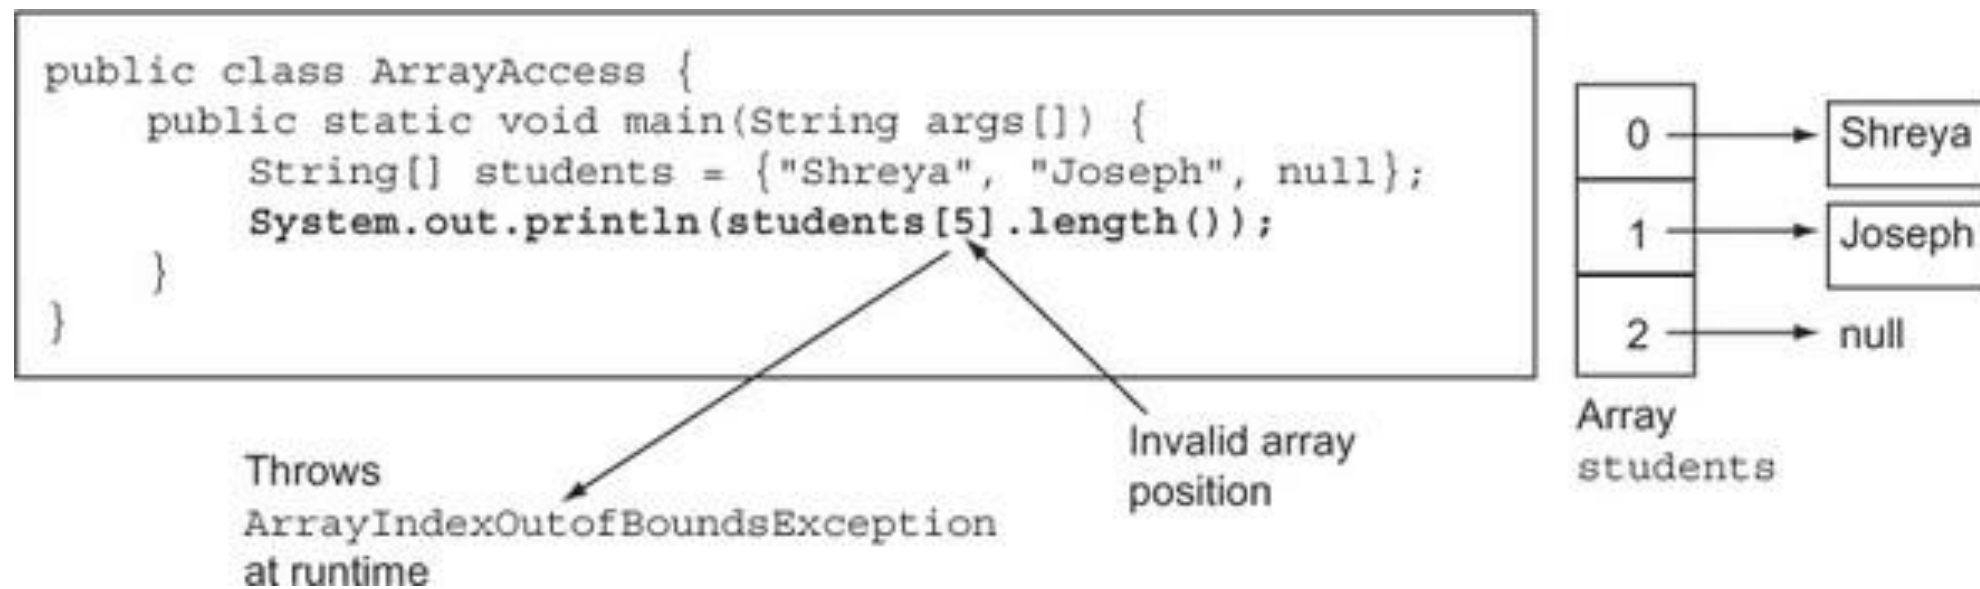 public class ArrayAccess {
public static void main(String args[]) {
String[] students = {"Shreya", "Joseph", null};
System.out.println(students[5].length());
}
}
Throws
ArrayIndexOutofBoundsException
at runtime
Invalid array
position
0
Shreya
1
Joseph
2
null
Array
students